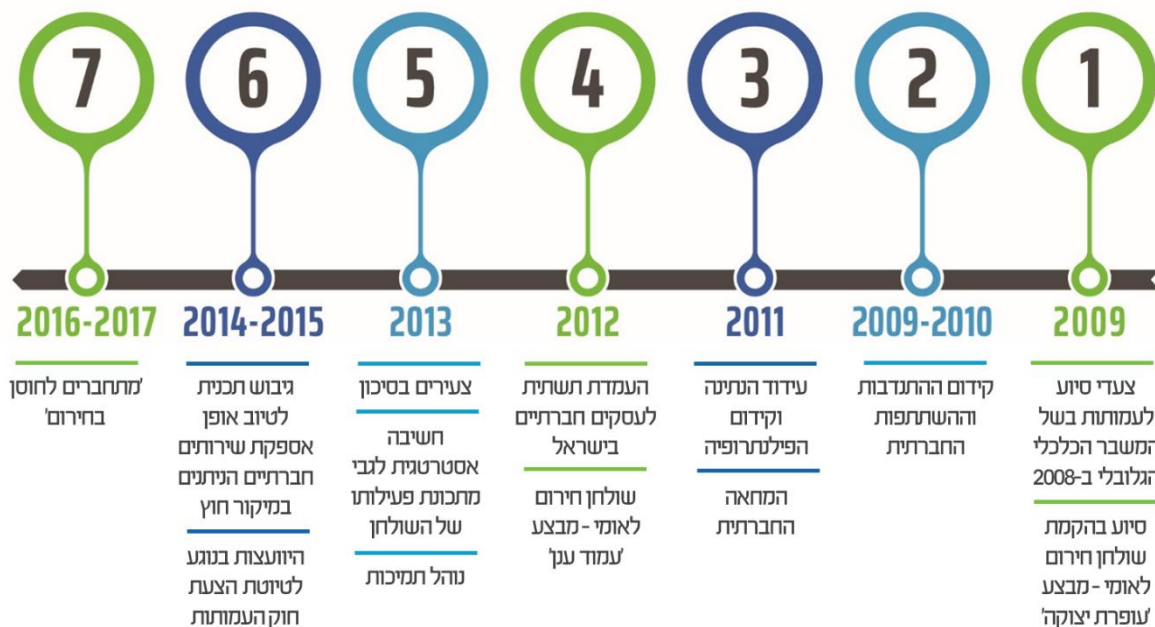 1
2
3
4
5
6
7
2009
צעדי סיוע
לעמותות בשל
המשבר הכלכלי
הגלובלי ב-2008
סיוע בהקמת
שולחן חירום
לאומי - מבצע
'עופרת יצוקה'
2009-2010
קידום ההתנדבות
וההשתתפות
החברתית
2011
עידוד הנתינה
וקידום
הפילנתרופיה
המחאה
החברתית
2012
העמדת תשתית
לעסקים חברתיים
בישראל
שולחן חירום
לאומי - מבצע
'עמוד ענן'
2013
צעירים בסיכון
חשיבה
אסטרטגית לגבי
מתכונת פעילותו
של השולחן
נוהל תמיכות
2014-2015
גיבוש תכנית
לטיוב אופן
אספקת שירותים
חברתיים הניתנים
במיקור חוץ
היוועצות בנוגע
לטיוטת הצעת
חוק העמותות
2016-2017
'מתחברים לחוסן
בחירום'